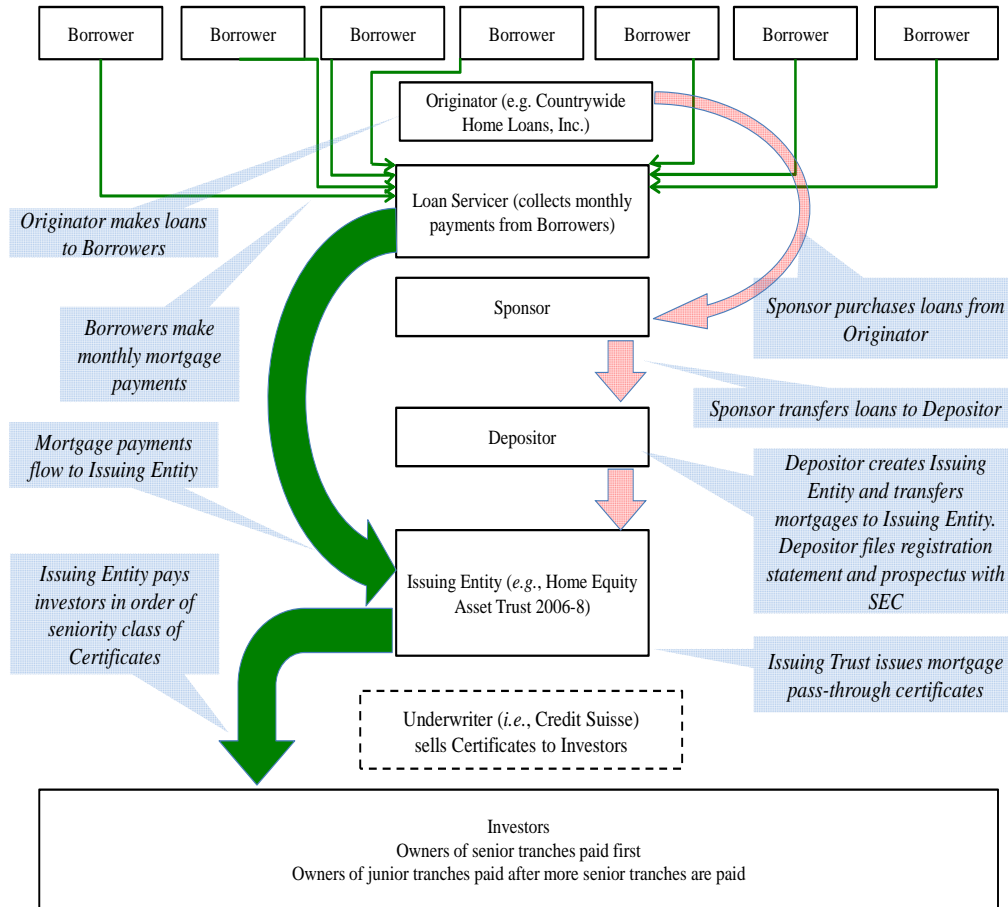 Borrower
Borrower
Borrower
Borrower
Borrower
Borrower
Borrower
Originator (e.g. Countrywide
Home Loans, Inc.)
Loan Servicer (collects monthly
payments from Borrowers)
Originator makes loans
to Borrowers
Sponsor
Sponsor purchases loans from
Originator
Borrowers make
monthly mortgage
payments
Sponsor transfers loans to Depositor
Depositor
Mortgage payments
flow to Issuing Entity
Depositor creates Issuing
Entity and transfers
mortgages to Issuing Entity.
Depositor files registration
statement and prospectus with
SEC
Issuing Entity (e.g., Home Equity
Asset Trust 2006-8)
Issuing Entity pays
investors in order of
seniority class of
Certificates
Issuing Trust issues mortgage
pass-through certificates
Underwriter (i.e., Credit Suisse)
sells Certificates to Investors
Investors
Owners of senior tranches paid first
Owners of junior tranches paid after more senior tranches are paid